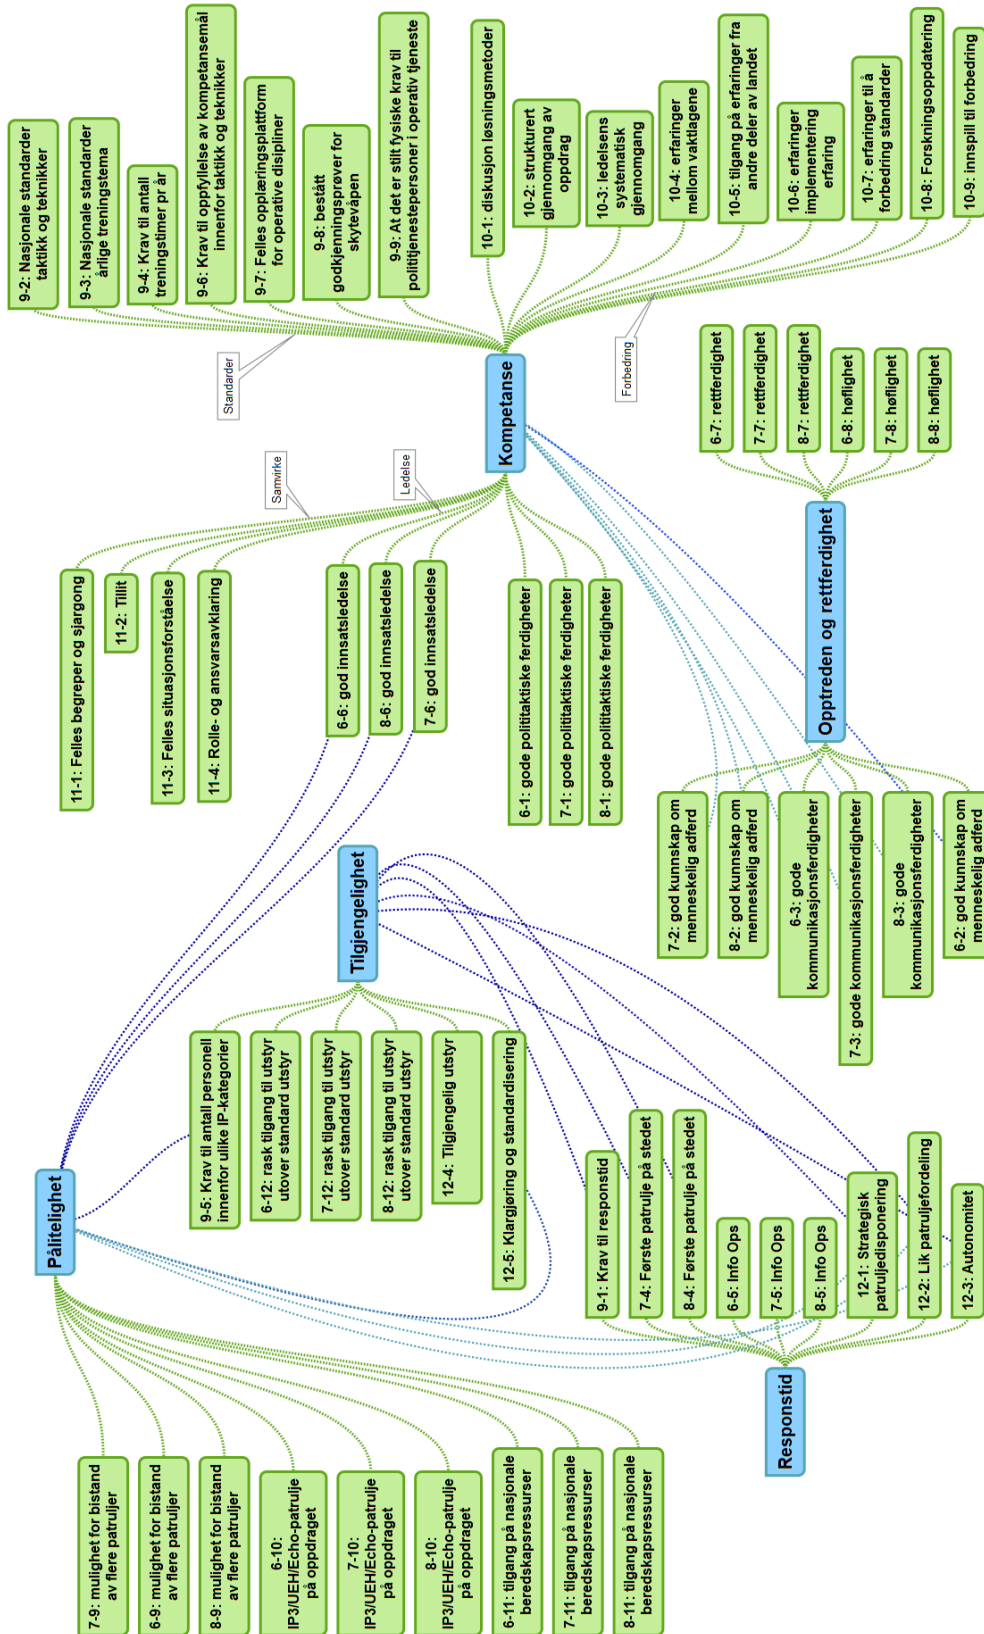 7-9: mulighet for bistand
av flere patruljer
6-9: mulighet for bistand
av flere patruljer
8-9: mulighet for bistand
av flere patruljer
6-10:
IP3/UEH/Echo-patrulje
på oppdraget
7-10:
IP3/UEH/Echo-patrulje
på oppdraget
8-10:
IP3/UEH/Echo-patrulje
på oppdraget
6-11: tilgang på nasjonale
beredskapsressurser
7-11: tilgang på nasjonale
beredskapsressurser
8-11: tilgang på nasjonale
beredskapsressurser
Pålitelighet
Responstid
9-5: Krav til antall personell
innenfor ulike IP-kategorier
6-12: rask tilgang til utstyr
utover standard utstyr
7-12: rask tilgang til utstyr
utover standard utstyr
8-12: rask tilgang til utstyr
utover standard utstyr
12-4: Tilgjengelig utstyr
12-5: Klargjøring og standardisering
9-1: Krav til responstid
7-4: Første patrulje på stedet
8-4: Første patrulje på stedet
6-5: Info Ops
7-5: Info Ops
8-5: Info Ops
12-1: Strategisk
patruljedisponering
12-2: Lik patruljefordeling
12-3: Autonomitet
Tilgjengelighet
11-1: Felles begreper og sjargong
11-2: Tillit
11-3: Felles situasjonsforståelse
11-4: Rolle- og ansvarsavklaring
6-6: god innsatsledelse
8-6: god innsatsledelse
7-6: god innsatsledelse
6-1: gode polititaktiske ferdigheter
7-1: gode polititaktiske ferdigheter
8-1: gode polititaktiske ferdigheter
7-2: god kunnskap om
menneskelig adferd
8-2: god kunnskap om
menneskelig adferd
6-3: gode
kommunikasjonsferdigheter
7-3: gode kommunikasjonsferdigheter
8-3: gode
kommunikasjonsferdigheter
6-2: god kunnskap om
menneskelig adferd
Samvirke
Ledelse
Kompetanse
Opptreden og rettferdighet
Standarder
Forbedring
9-2: Nasjonale standarder
taktikk og teknikker
9-3: Nasjonale standarder
årlige treningstema
9-4: Krav til antall
treningstimer pr år
9-6: Krav til oppfyllelse av kompetansemål
innenfor taktikk og teknikker
9-7: Felles opplæringsplattform
for operative disipliner
9-8: bestått
godkjenningsprøver for
skytevåpen
9-9: At det er stilt fysiske krav til
polititjenestepersoner i operativ tjeneste
10-1: diskusjon løsningsmetoder
10-2: strukturert
gjennomgang av
oppdrag
10-3: ledelsens
systematisk
gjennomgang
10-4: erfaringer
mellom vaktlagene
10-5: tilgang på erfaringer fra
andre deler av landet
10-6: erfaringer
implementering
erfaring
10-7: erfaringer til å
forbedring standarder
10-8: Forskningsoppdatering
10-9: innspill til forbedring
6-7: rettferdighet
7-7: rettferdighet
8-7: rettferdighet
6-8: høflighet
7-8: høflighet
8-8: høflighet